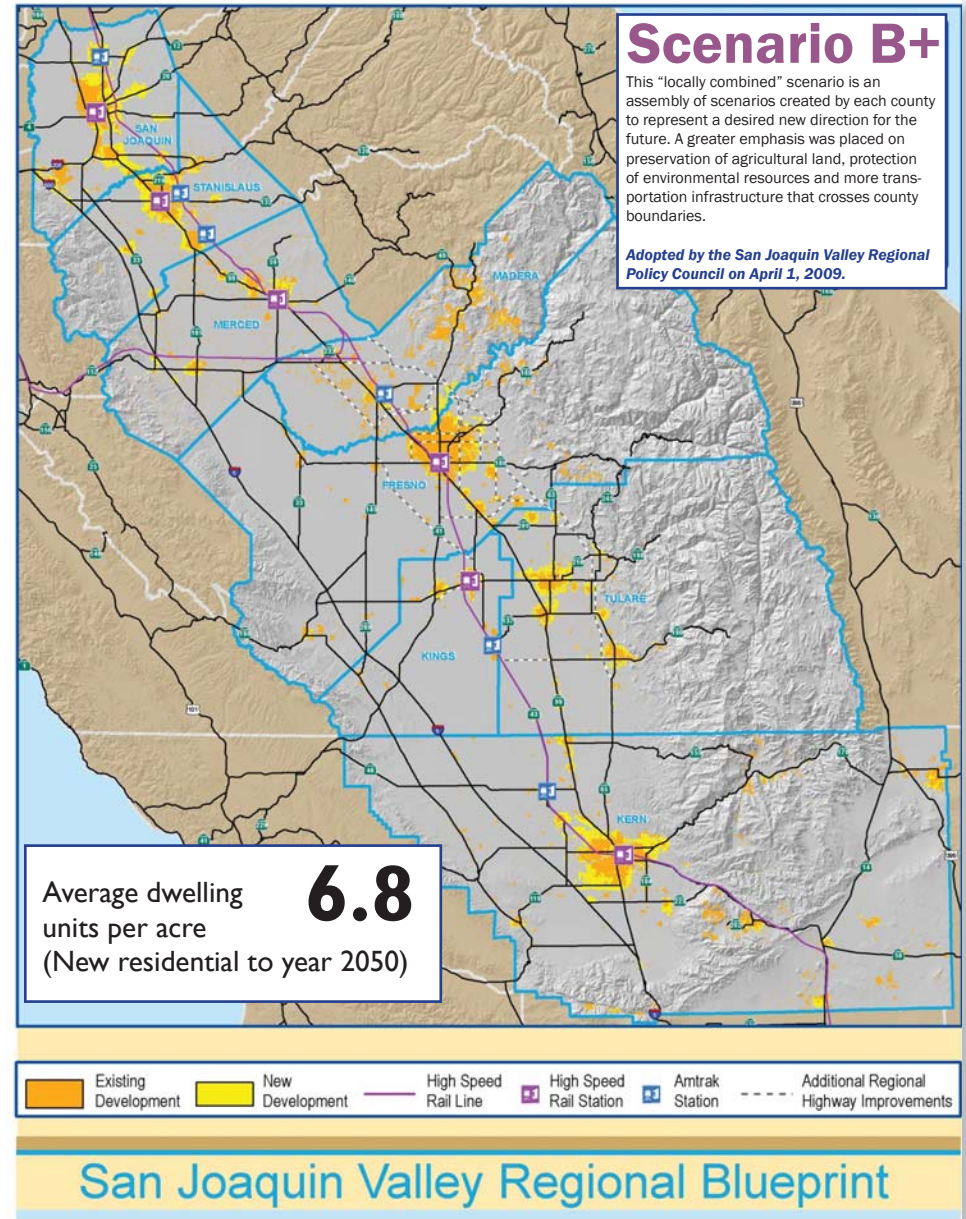 Scenario B+
This “locally combined” scenario is an
assembly of scenarios created by each county
to represent a desired new direction for the
future. A greater emphasis was placed on
preservation of agricultural land, protection
of environmental resources and more trans-
portation infrastructure that crosses county
boundaries.
Adopted by the San Joaquin Valley Regional
Policy Council on April 1, 2009.
SAN
JOAQUIN
STANISLAUS
MADERA
MERCED
FRESNO
TULARE
KINGS
KERN
101
395
Average dwelling
units per acre
6.8
(New residential to year 2050)
Existing
Development
New
Development
High Speed
Rail Line
High Speed
Rail Station
Amtrak
Station
Additional Regional
Highway Improvements
San Joaquin Valley Regional Blueprint